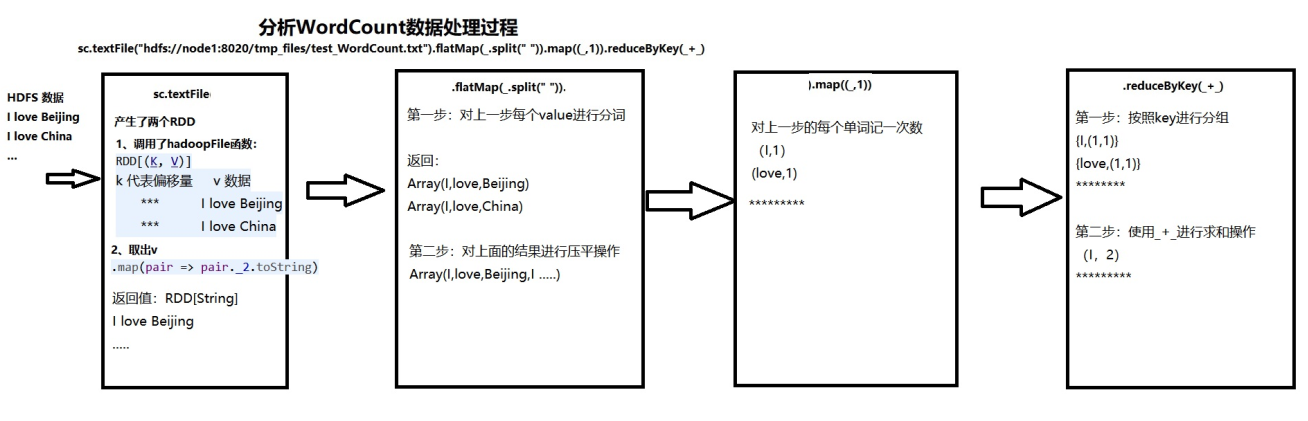 分析WordCount数据处理过程
sc.textFile("hdfs://node1:8020/tmp_files/test_WordCount.txt").flatMap(_.split(" ")).map((_,1)).reduceByKey(_+_)
HDFS 数据
I love Beijing
I love China
...
sc.textFile(
产生了两个RDD
1、调用了hadoopFile函数:
RDD[(K, V)]
k 代表偏移量 v 数据
*** I love Beijing
*** I love China
2、取出v
.map(pair => pair._2.toString)
返回值：RDD[String]
I love Beijing
.....
.flatMap(_.split(" ")).
第一步：对上一步每个value进行分词
返回：
Array(I,love,Beijing)
Array(I,love,China)
第二步：对上面的结果进行压平操作
Array(I,love,Beijing,I .....)
).map((_,1))
对上一步的每个单词记一次数
（I,1）
(love,1)
*********
.reduceByKey(_+_)
第一步：按照key进行分组
{I,(1,1)}
{love,(1,1)}
********
第二步：使用_+_进行求和操作
（I，2）
*********